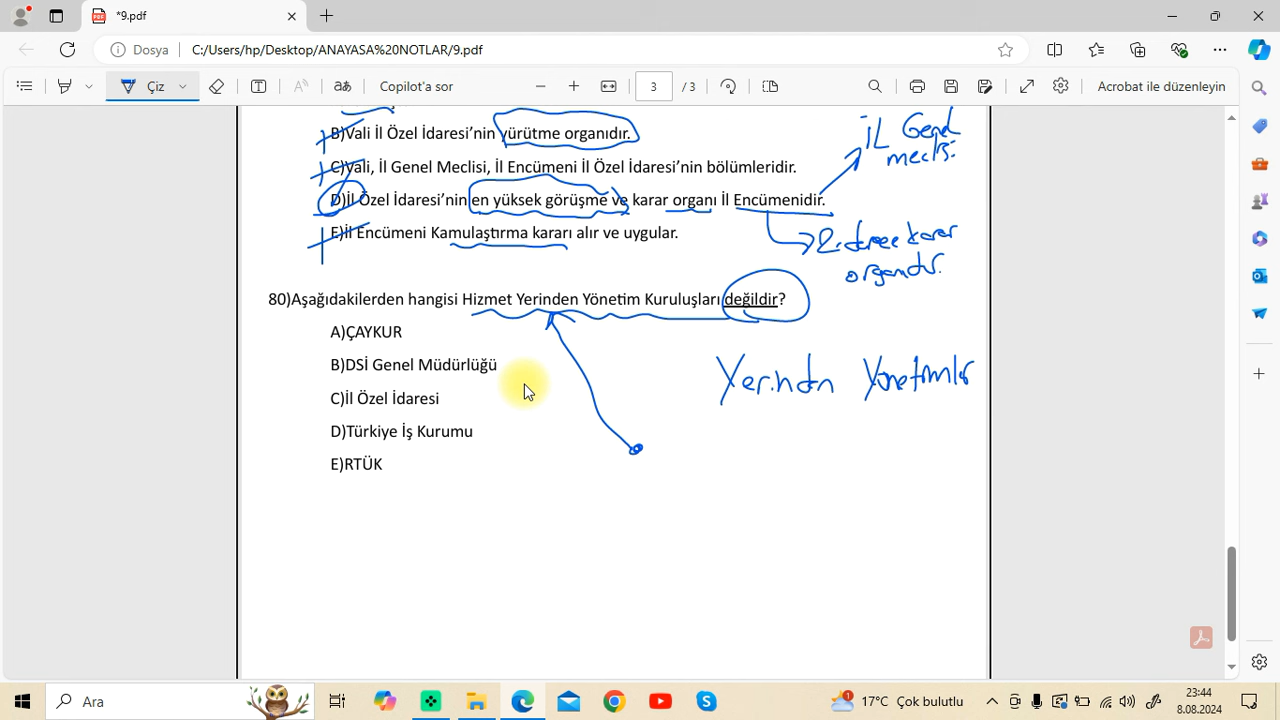 *9.pdf
Dosya
C:/Users/hp/Desktop/ANAYASA%20NOTLAR/9.pdf
Çiz
Copilot'a sor
3
/ 3
Acrobat ile düzenleyin
B)Vali İl Özel İdaresi'nin yürütme organıdır.
İL Genel
meclisi
C)Vali, İl Genel Meclisi, İl Encümeni İl Özel İdaresi'nin bölümleridir.
D)İl Özel İdaresi'nin en yüksek görüşme ve karar organı İl Encümenidir.
E)İl Encümeni Kamulaştırma kararı alır ve uygular.
2. derece karar
organıdır.
80)Aşağıdakilerden hangisi Hizmet Yerinden Yönetim Kuruluşları değildir?
A)ÇAYKUR
B)DSİ Genel Müdürlüğü
Yerinden Yönetimler
C)İl Özel İdaresi
D)Türkiye İş Kurumu
E)RTÜK
Ara
17°C Çok bulutlu
23:44
8.08.2024